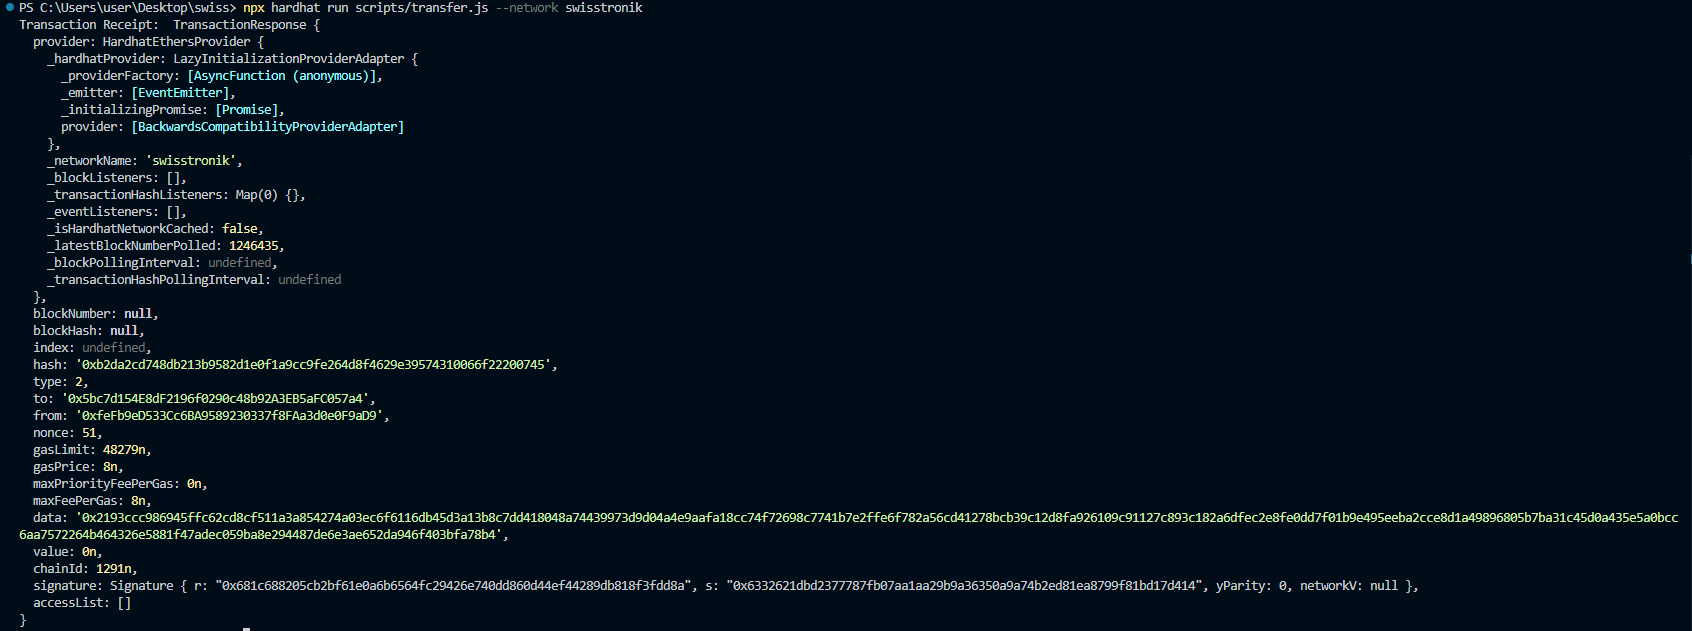 PS C:\Users\user\Desktop\swiss> npx hardhat run scripts/transfer.js --network swisstronik
Transaction Receipt:  TransactionResponse {
  provider: HardhatEthersProvider {
    _hardhatProvider: LazyInitializationProviderAdapter {
      _providerFactory: [AsyncFunction (anonymous)],
      _emitter: [EventEmitter],
      _initializingPromise: [Promise],
      provider: [BackwardsCompatibilityProviderAdapter]
    },
    _networkName: 'swisstronik',
    _blockListeners: [],
    _transactionHashListeners: Map(0) {},
    _eventListeners: [],
    _isHardhatNetworkCached: false,
    _latestBlockNumberPolled: 1246435,
    _blockPollingInterval: undefined,
    _transactionHashPollingInterval: undefined
  },
  blockNumber: null,
  blockHash: null,
  index: undefined,
  hash: '0xb2da2cd748db213b9582d1e0f1a9cc9fe264d8f4629e39574310066f22200745',
  type: 2,
  to: '0x5bc7d154E8dF2196f0290c48b92A3EB5aFC057a4',
  from: '0xfeFb9eD533Cc6BA9589230337f8FAa3d0e0F9aD9',
  nonce: 51,
  gasLimit: 48279n,
  gasPrice: 8n,
  maxPriorityFeePerGas: 0n,
  maxFeePerGas: 8n,
  data: '0x2193ccc986945ffc62cd8cf511a3a854274a03ec6f6116db45d3a13b8c7dd418048a74439973d9d04a4e9aafa18cc74f72698c7741b7e2ffe6f782a56cd41278bcb39c12d8fa926109c91127c893c182a6dfec2e8fe0dd7f01b9e495eeba2cce8d1a49896805b7ba31c45d0a435e5a0bcc
6aa7572264b464326e5881f47adec059ba8e294487de6e3ae652da946f403bfa78b4',
  value: 0n,
  chainId: 1291n,
  signature: Signature { r: "0x681c688205cb2bf61e0a6b6564fc29426e740dd860d44ef44289db818f3fdd8a", s: "0x6332621dbd2377787fb07aa1aa29b9a36350a9a74b2ed81ea8799f81bd17d414", yParity: 0, networkV: null },
  accessList: []
}